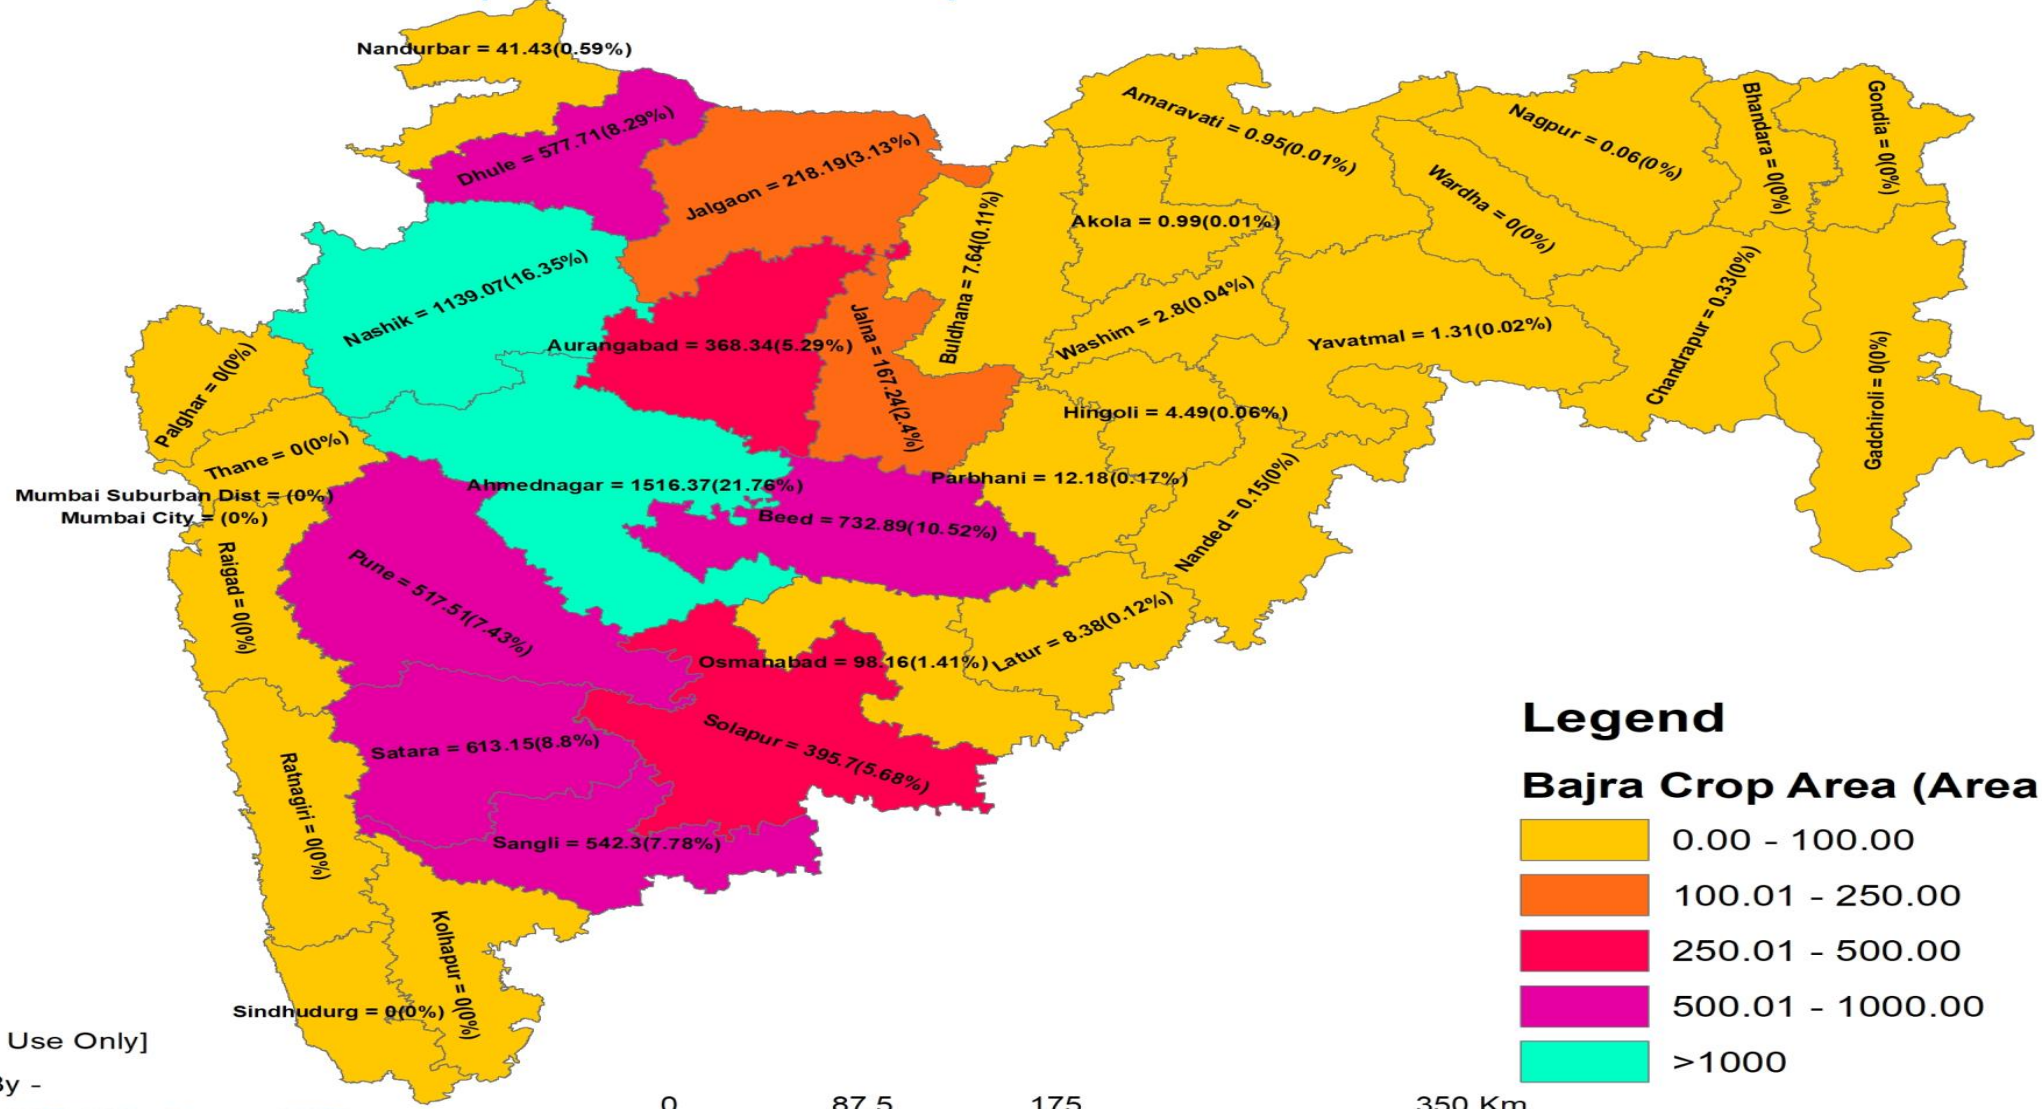 Nandurbar = 41.43(0.59%)
Dhule = 577.71(8.29%)
Jalgaon = 218.19(3.13%)
Amaravati = 0.95(0.01%)
Nagpur = 0.06(0%)
Bhandara = 0(0%)
Gondia = 0(0%)
Nashik = 1139.07(16.35%)
Buldhana = 7.64(0.11%)
Akola = 0.99(0.01%)
Wardha = 0(0%)
Aurangabad = 368.34(5.29%)
Jalna = 167.24(2.4%)
Washim = 2.8(0.04%)
Yavatmal = 1.31(0.02%)
Chandrapur = 0.33(0%)
Gadchiroli = 0(0%)
Palghar = 0(0%)
Thane = 0(0%)
Hingoli = 4.49(0.06%)
Mumbai Suburban Dist = (0%)
Mumbai City = (0%)
Ahmednagar = 1516.37(21.76%)
Parbhani = 12.18(0.17%)
Beed = 732.89(10.52%)
Nanded = 0.15(0%)
Raigad = 0(0%)
Pune = 517.51(7.43%)
Osmanabad = 98.16(1.41%)
Latur = 8.38(0.12%)
Satara = 613.15(8.8%)
Solapur = 395.7(5.68%)
Ratnagiri = 0(0%)
Sangli = 542.3(7.78%)
Kolhapur = 0(0%)
Sindhudurg = 0(0%)
Legend
Bajra Crop Area (Area
0.00 - 100.00
100.01 - 250.00
250.01 - 500.00
500.01 - 1000.00
>1000
Use Only]
By -
0 87.5 175 350 Km